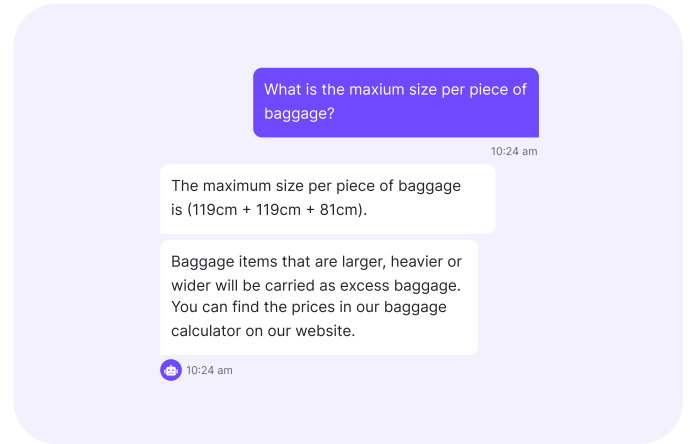 What is the maxium size per piece of
baggage?
10:24 am
The maximum size per piece of baggage
is (119cm + 119cm + 81cm).
Baggage items that are larger, heavier or
wider will be carried as excess baggage.
You can find the prices in our baggage
calculator on our website.
10:24 am